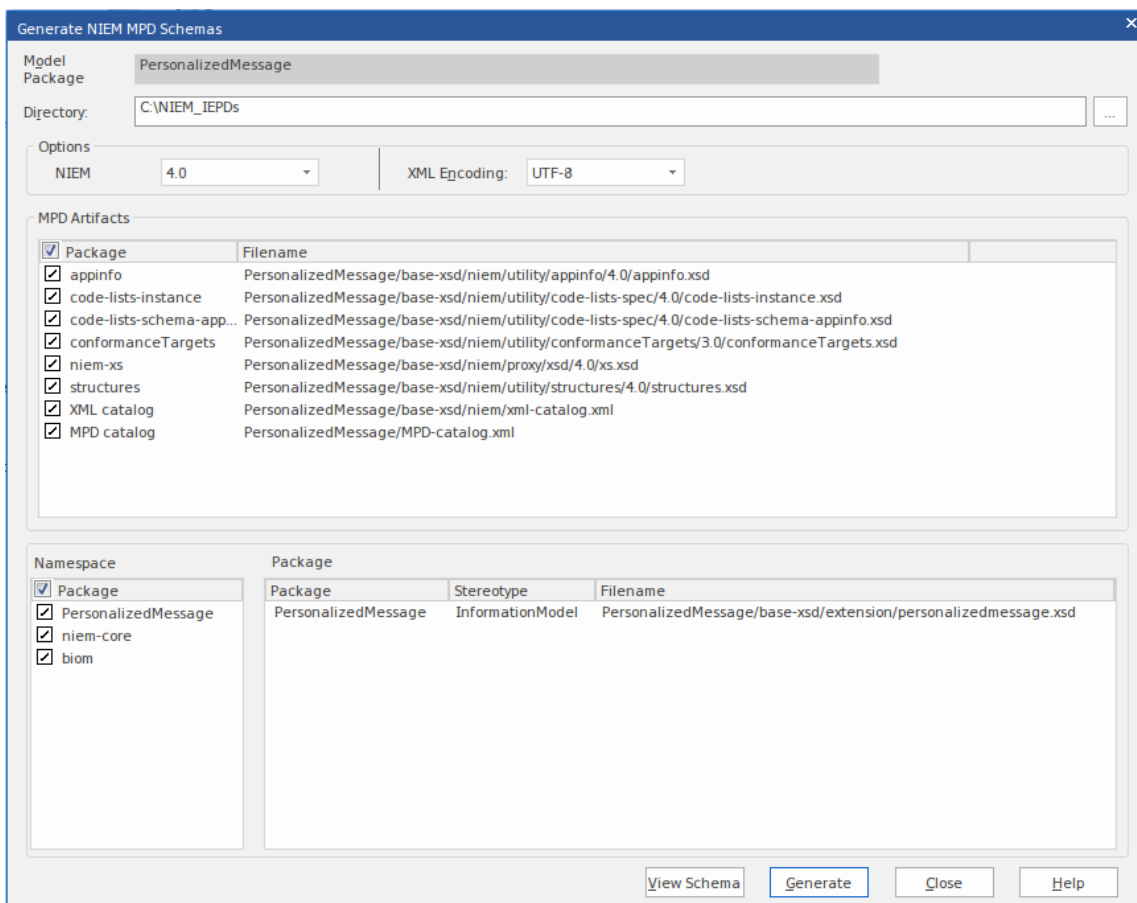 Generate NIEM MPD Schemas
Model Package PersonalizedMessage
Directory: C:\NIEM_IEPDs ...
Options
NIEM 4.0 XML Encoding: UTF-8
MPD Artifacts
Package Filename
appinfo PersonalizedMessage/base-xsd/niem/utility/appinfo/4.0/appinfo.xsd
code-lists-instance PersonalizedMessage/base-xsd/niem/utility/code-lists-spec/4.0/code-lists-instance.xsd
code-lists-schema-app... PersonalizedMessage/base-xsd/niem/utility/code-lists-spec/4.0/code-lists-schema-appinfo.xsd
conformanceTargets PersonalizedMessage/base-xsd/niem/utility/conformanceTargets/3.0/conformanceTargets.xsd
niem-xs PersonalizedMessage/base-xsd/niem/proxy/xsd/4.0/xs.xsd
structures PersonalizedMessage/base-xsd/niem/utility/structures/4.0/structures.xsd
XML catalog PersonalizedMessage/base-xsd/niem/xml-catalog.xml
MPD catalog PersonalizedMessage/MPD-catalog.xml
Namespace
Package
PersonalizedMessage
niem-core
biom
Package
Package Stereotype Filename
PersonalizedMessage InformationModel PersonalizedMessage/base-xsd/extension/personalizedmessage.xsd
View Schema Generate Close Help